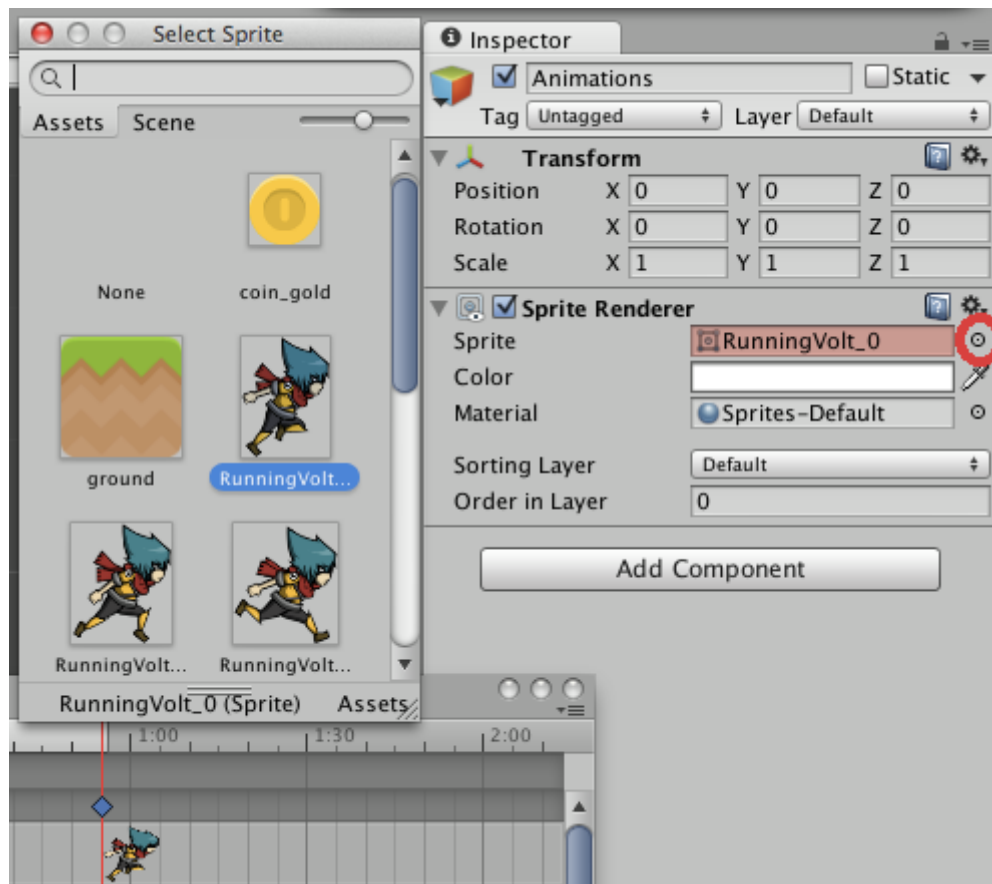 Select Sprite
Assets Scene
None coin_gold
ground RunningVolt...
RunningVolt... RunningVolt...
RunningVolt_0 (Sprite) Assets
Inspector
Animations Static
Tag Untagged Layer Default
Transform
Position X 0 Y 0 Z 0
Rotation X 0 Y 0 Z 0
Scale X 1 Y 1 Z 1
Sprite Renderer
Sprite RunningVolt_0
Color
Material Sprites-Default
Sorting Layer Default
Order in Layer 0
Add Component
1:00 1:30 2:00